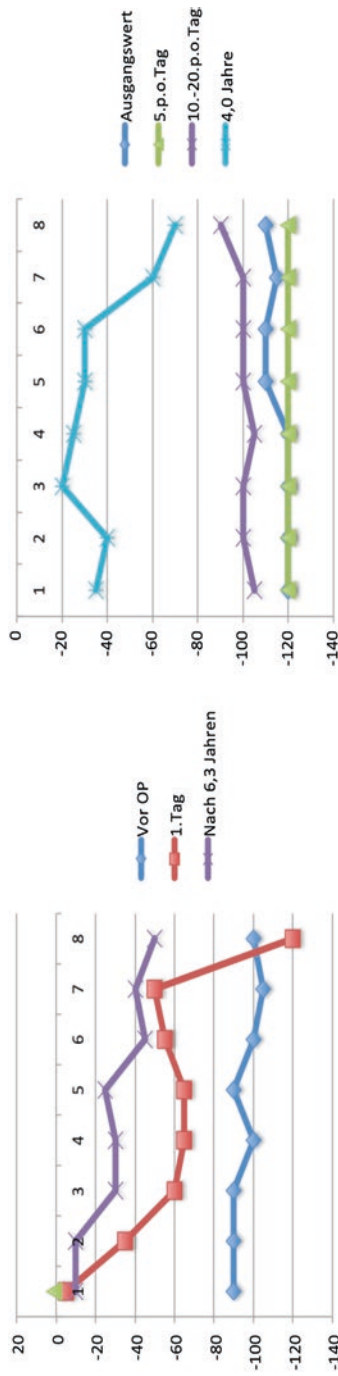 20
0
-20
-40
-60
-80
-100
-120
-140
1 2 3 4 5 6 7 8
Vor OP
1.Tag
Nach 6,3 Jahren
0
-20
-40
-60
-80
-100
-120
-140
1 2 3 4 5 6 7 8
Ausgangswert
5.p.o.Tag
10.-20.p.o.Tag
4,0 Jahre